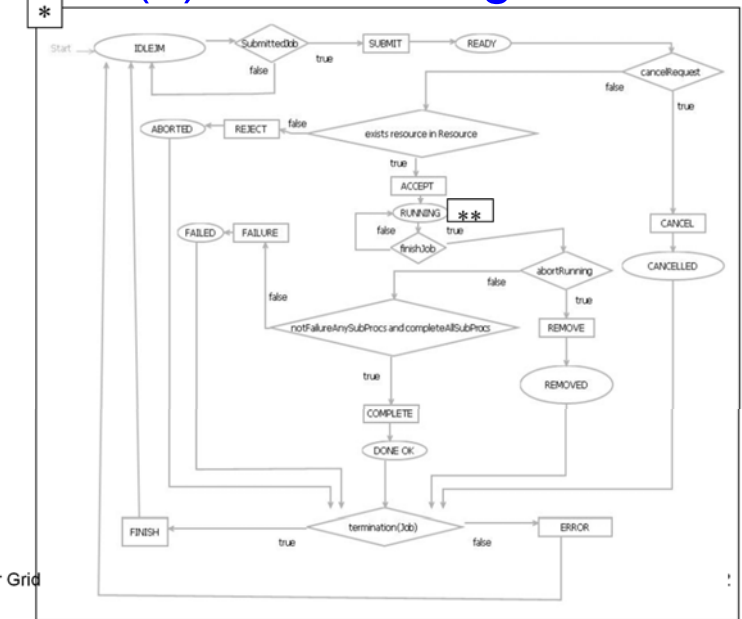 *
Start
IDLEJM
SubmittedJob
true
false
SUBMIT
READY
cancelRequest
false
true
exists resource in Resource
false
REJECT
ABORTED
true
ACCEPT
RUNNING
**
false
true
finishJob
FAILED
FAILURE
CANCEL
CANCELLED
abortRunning
false
true
false
notFailureAnySubProcs and completeAllSubProcs
REMOVE
REMOVED
true
COMPLETE
DONE OK
termination(Job)
FINISH
true
false
ERROR
Grid